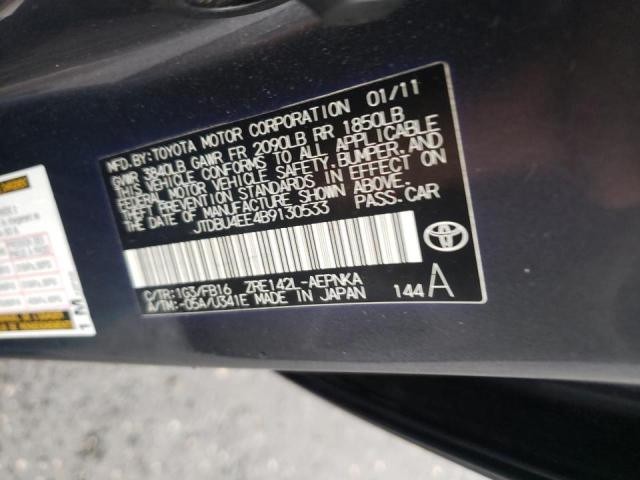 MFD. BY: TOYOTA MOTOR CORPORATION 01/11
GWR 3840LB GAWR FR 2090LB RR 1850LB
THIS VEHICLE CONFORMS TO ALL APPLICABLE
FEDERAL MOTOR VEHICLE SAFETY, BUMPER, AND
THEFT PREVENTION STANDARDS IN EFFECT ON
THE DATE OF MANUFACTURE SHOWN ABOVE.
JTDBU4EE4B9130533 PASS. CAR
C/TR:1G3/FB16 ZRE142L-AEPNKA
A/TM:-05A/U341E MADE IN JAPAN 144 A
1M